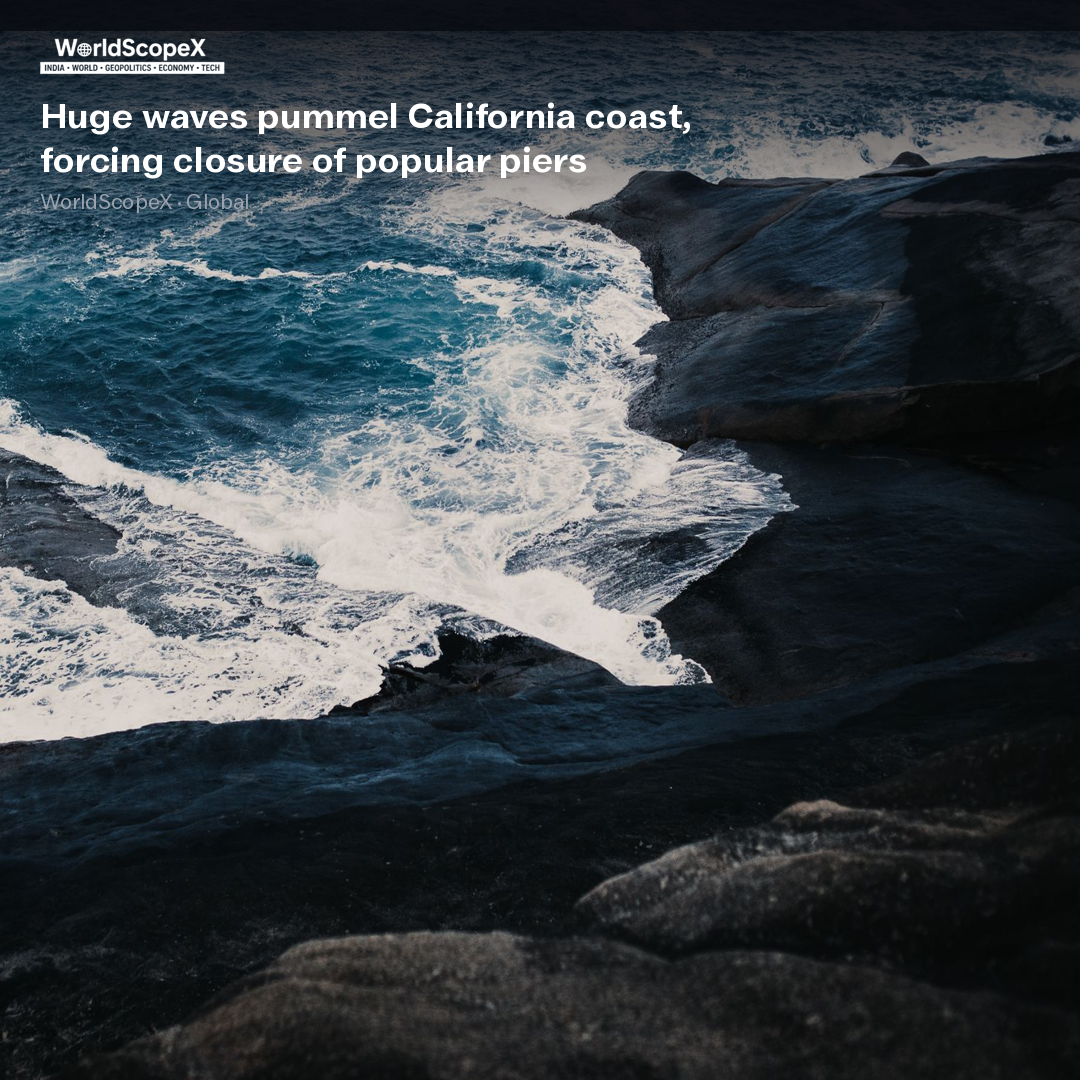 WorldScopeX
INDIA • WORLD • GEOPOLITICS • ECONOMY • TECH
Huge waves pummel California coast,
forcing closure of popular piers
WorldScopeX · Global